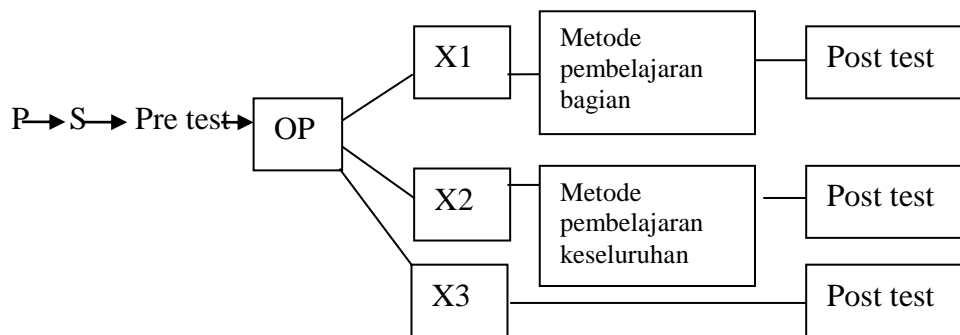 P S Pre test OP
X1
Metode
pembelajaran
bagian
Post test
X2
Metode
pembelajaran
keseluruhan
Post test
X3
Post test